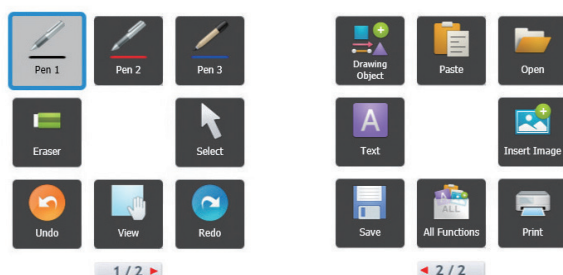 Pen 1
Pen 2
Pen 3
Eraser
Select
Undo
View
Redo
1 / 2
Drawing
Object
Paste
Open
A
Text
Insert Image
Save
ALL
All Functions
Print
2 / 2